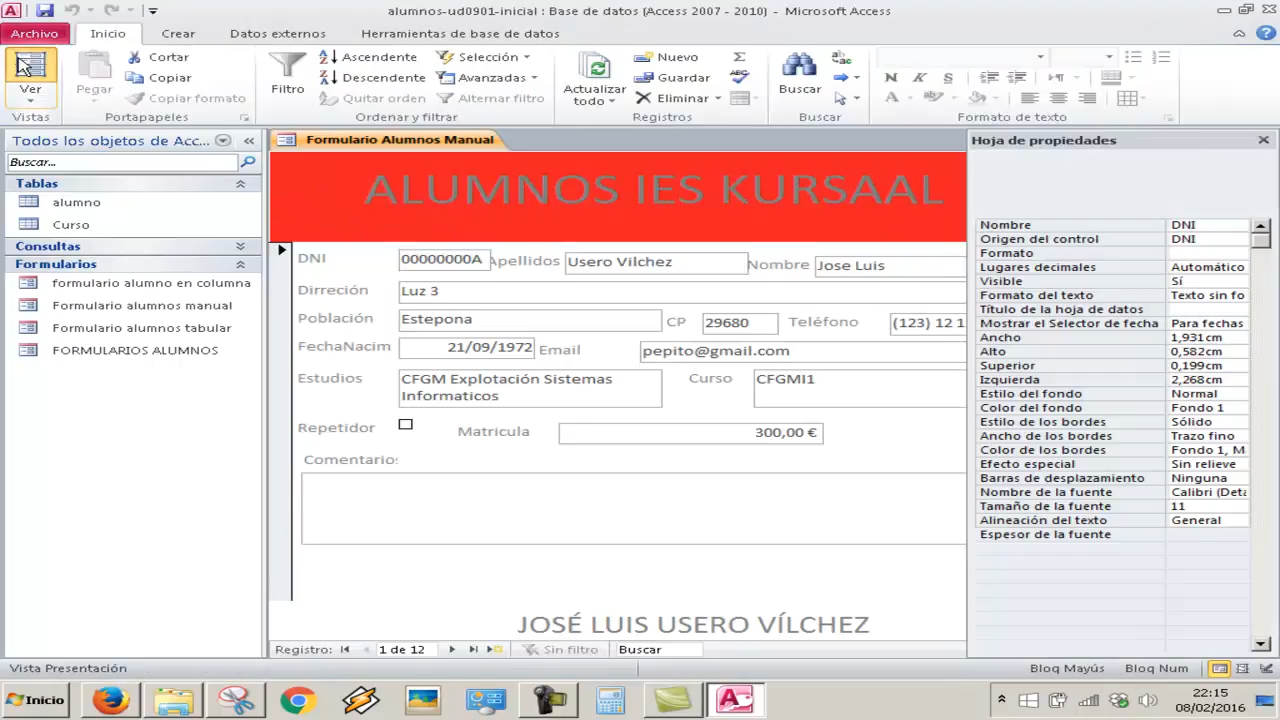 alumnos-ud0901-inicial : Base de datos (Access 2007 - 2010) - Microsoft Access
Archivo Inicio Crear Datos externos Herramientas de base de datos
Ver
Vistas
Pegar
Cortar
Copiar
Copiar formato
Portapapeles
Filtro
Ascendente
Descendente
Quitar orden
Selección
Avanzadas
Alternar filtro
Ordenar y filtrar
Actualizar
todo
Nuevo
Guardar
Eliminar
Registros
Buscar
Buscar
N K S
A
Formato de texto
Todos los objetos de Acc...
Buscar...
Tablas
alumno
Curso
Consultas
Formularios
formulario alumno en columna
Formulario alumnos manual
Formulario alumnos tabular
FORMULARIOS ALUMNOS
Formulario Alumnos Manual
ALUMNOS IES KURSAAL
DNI 00000000A Apellidos Usero Vilchez Nombre Jose Luis
Dirreción Luz 3
Población Estepona CP 29680 Teléfono (123) 12 1
FechaNacim 21/09/1972 Email pepito@gmail.com
Estudios CFGM Explotación Sistemas Curso CFGMI1
Informaticos
Repetidor Matricula 300,00 €
Comentario:
JOSÉ LUIS USERO VÍLCHEZ
Registro: 1 de 12 Sin filtro Buscar
Hoja de propiedades
Nombre DNI
Origen del control DNI
Formato
Lugares decimales Automático
Visible Sí
Formato del texto Texto sin fo
Título de la hoja de datos
Mostrar el Selector de fecha Para fechas
Ancho 1,931cm
Alto 0,582cm
Superior 0,199cm
Izquierda 2,268cm
Estilo del fondo Normal
Color del fondo Fondo 1
Estilo de los bordes Sólido
Ancho de los bordes Trazo fino
Color de los bordes Fondo 1, M
Efecto especial Sin relieve
Barras de desplazamiento Ninguna
Nombre de la fuente Calibri (Deta
Tamaño de la fuente 11
Alineación del texto General
Espesor de la fuente
Vista Presentación Bloq Mayús Bloq Num
Inicio
22:15
08/02/2016